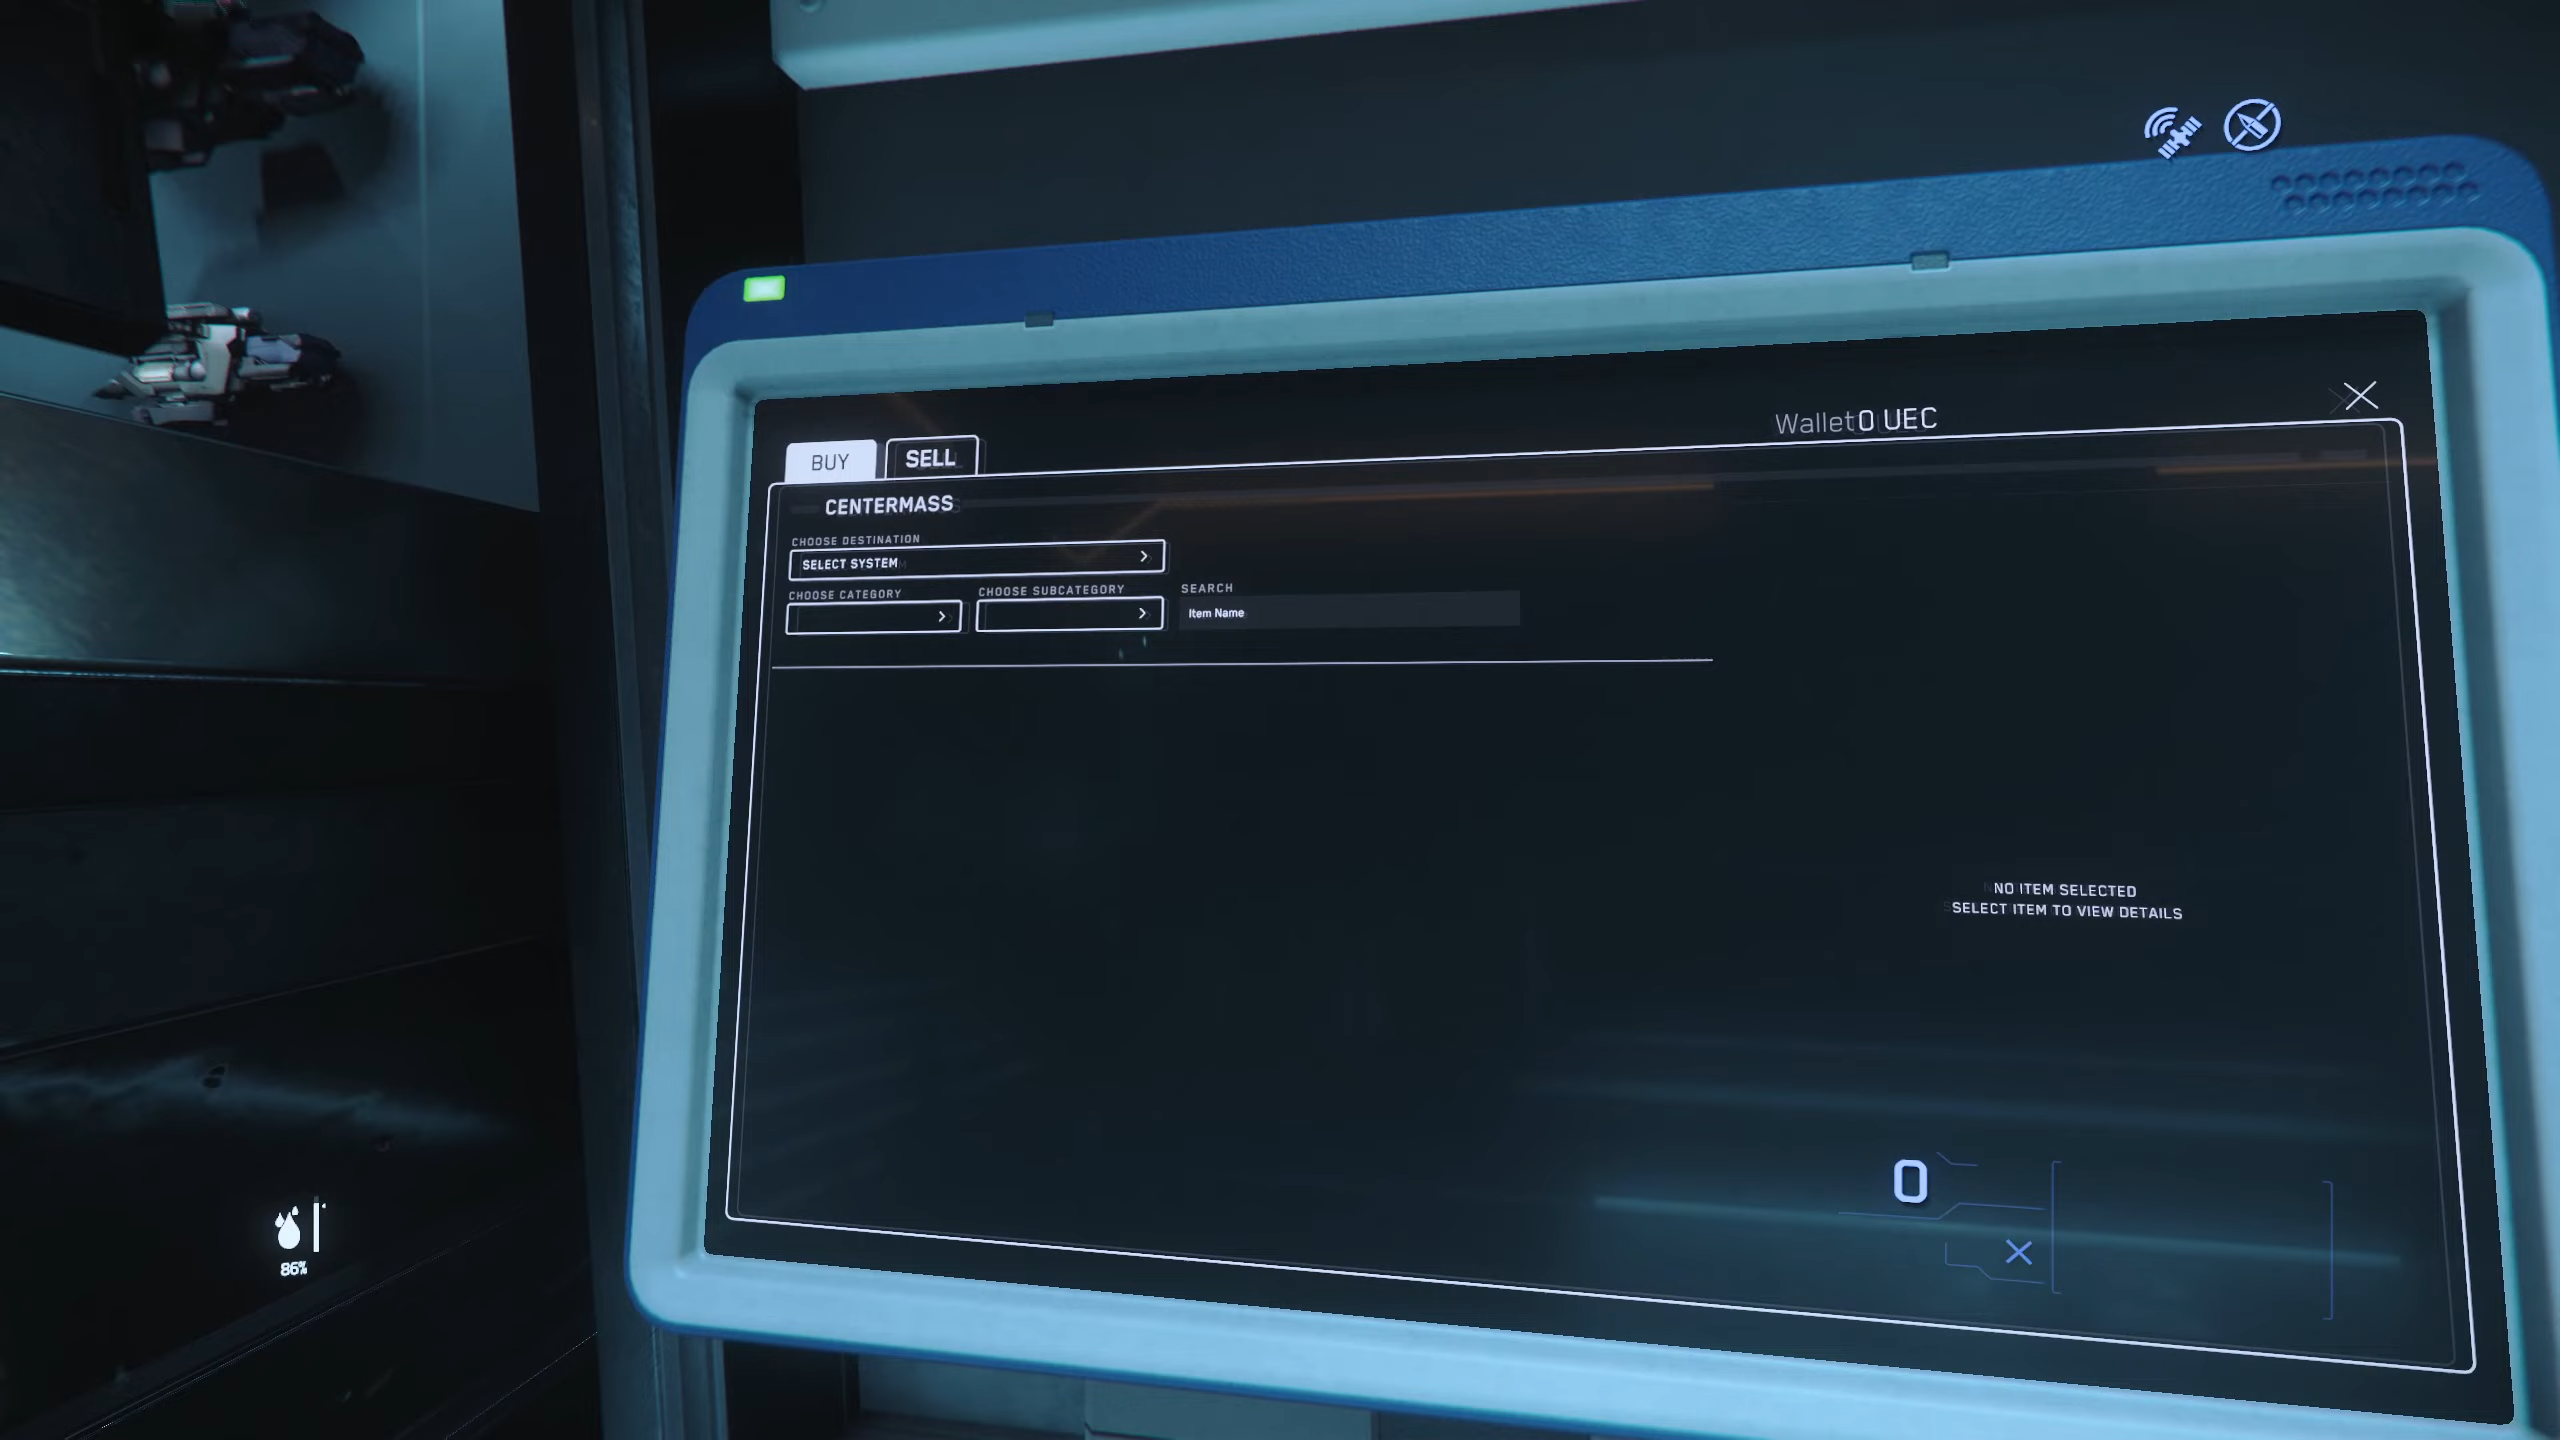 Wallet 0 UEC
BUY SELL
CENTERMASS
CHOOSE DESTINATION
SELECT SYSTEM
CHOOSE CATEGORY CHOOSE SUBCATEGORY SEARCH
Item Name
NO ITEM SELECTED
SELECT ITEM TO VIEW DETAILS
0
86%